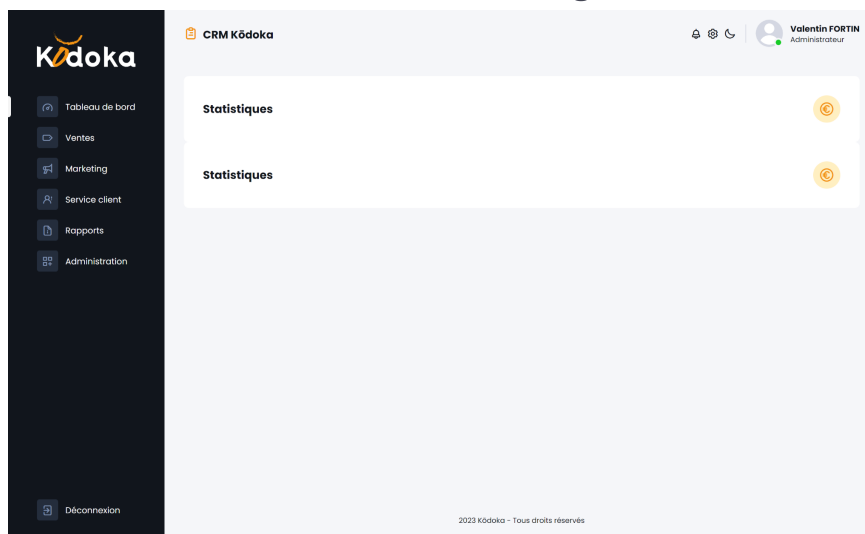 Kōdoka
CRM Kōdoka
Valentin FORTIN
Administrateur
Tableau de bord
Ventes
Marketing
Service client
Rapports
Administration
Déconnexion
Statistiques
Statistiques
2023 Kōdoka - Tous droits réservés